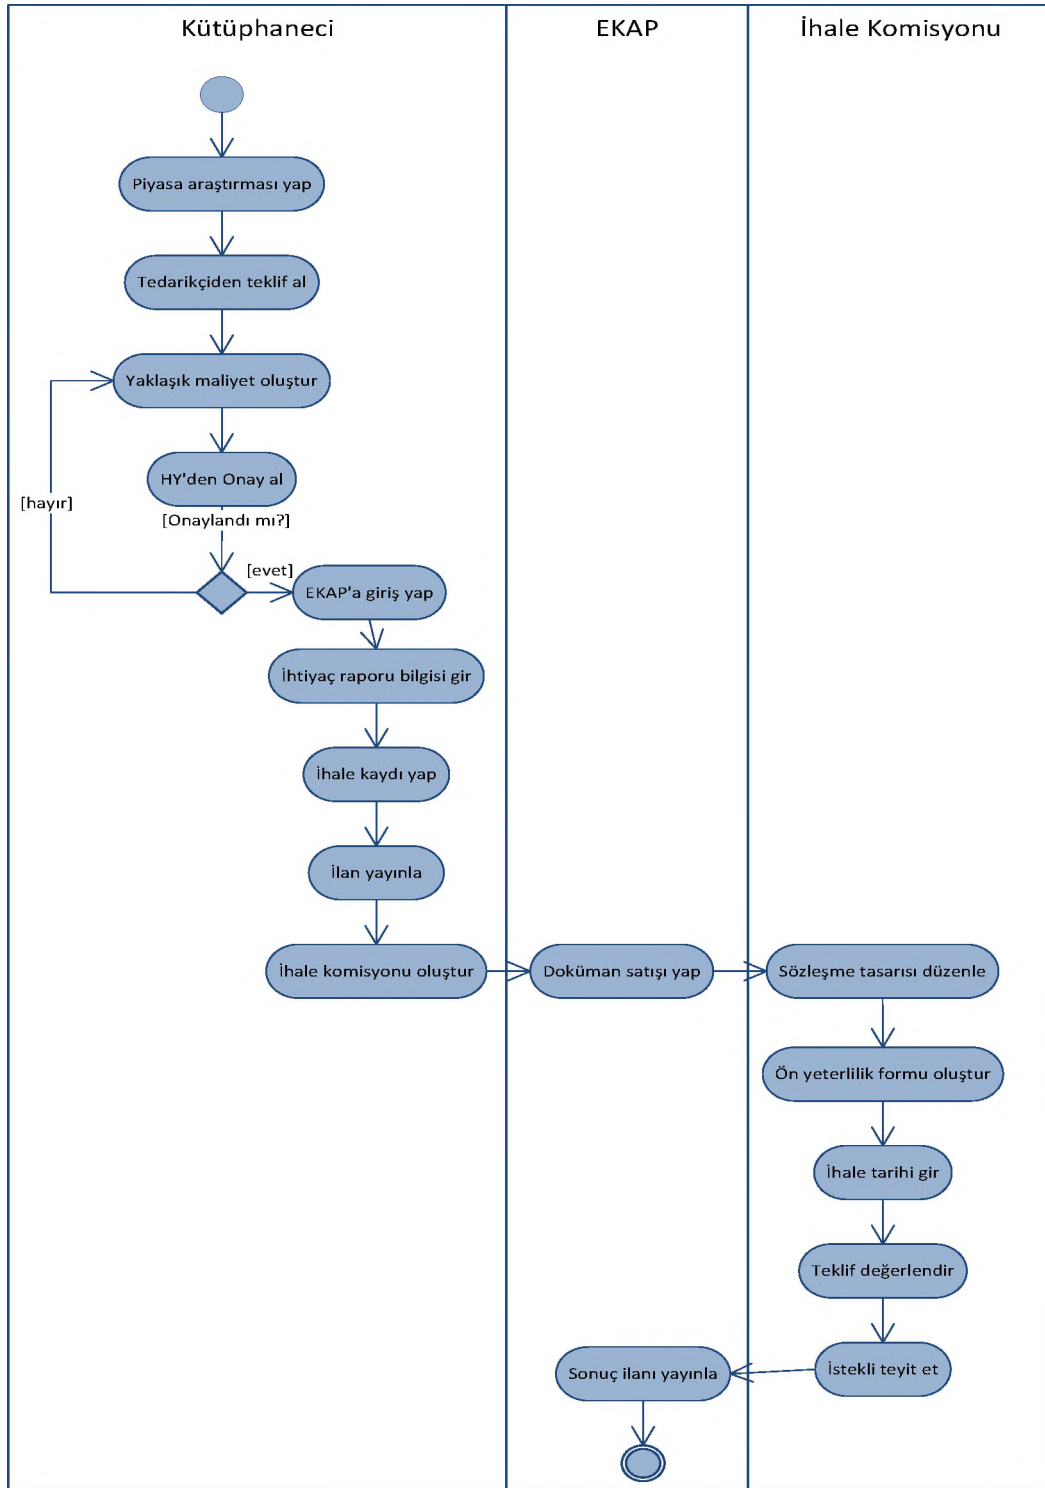 Kütüphaneci
EKAP
İhale Komisyonu
Piyasa araştırması yap
Tedarikçiden teklif al
Yaklaşık maliyet oluştur
HY'den Onay al
[hayır]
[Onaylandı mı?]
[evet]
EKAP'a giriş yap
İhtiyaç raporu bilgisi gir
İhale kaydı yap
İlan yayınla
İhale komisyonu oluştur
Doküman satışı yap
Sözleşme tasarısı düzenle
Ön yeterlilik formu oluştur
İhale tarihi gir
Teklif değerlendir
İstekli teyit et
Sonuç ilanı yayınla